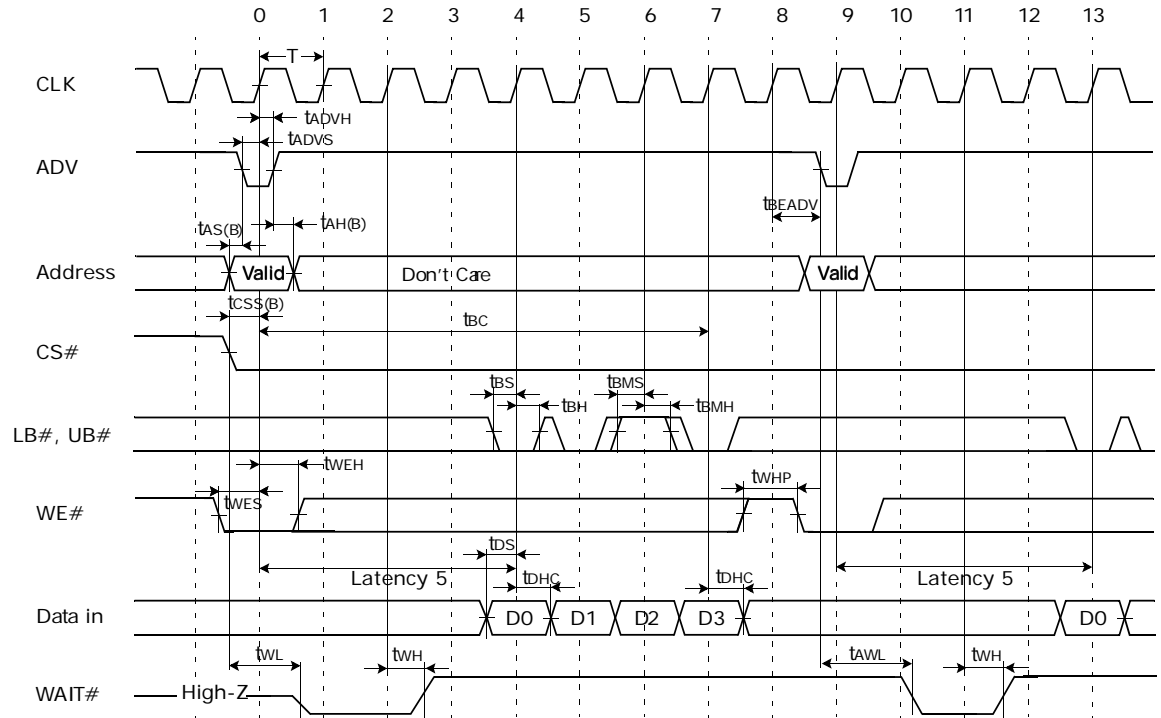 0 1 2 3 4 5 6 7 8 9 10 11 12 13
T
CLK
tADVH
tADVS
ADV
tBEADV
tAS(B) tAH(B)
Address Valid Don't Care Valid
tCSS(B)
tBC
CS#
tBS tBMS
tBH tBMH
LB#, UB#
tWEH tWHP
tWES
WE#
tDS
Latency 5 tDHC tDHC Latency 5
Data in D0 D1 D2 D3 D0
tWL tWH tAWL tWH
WAIT# High-Z